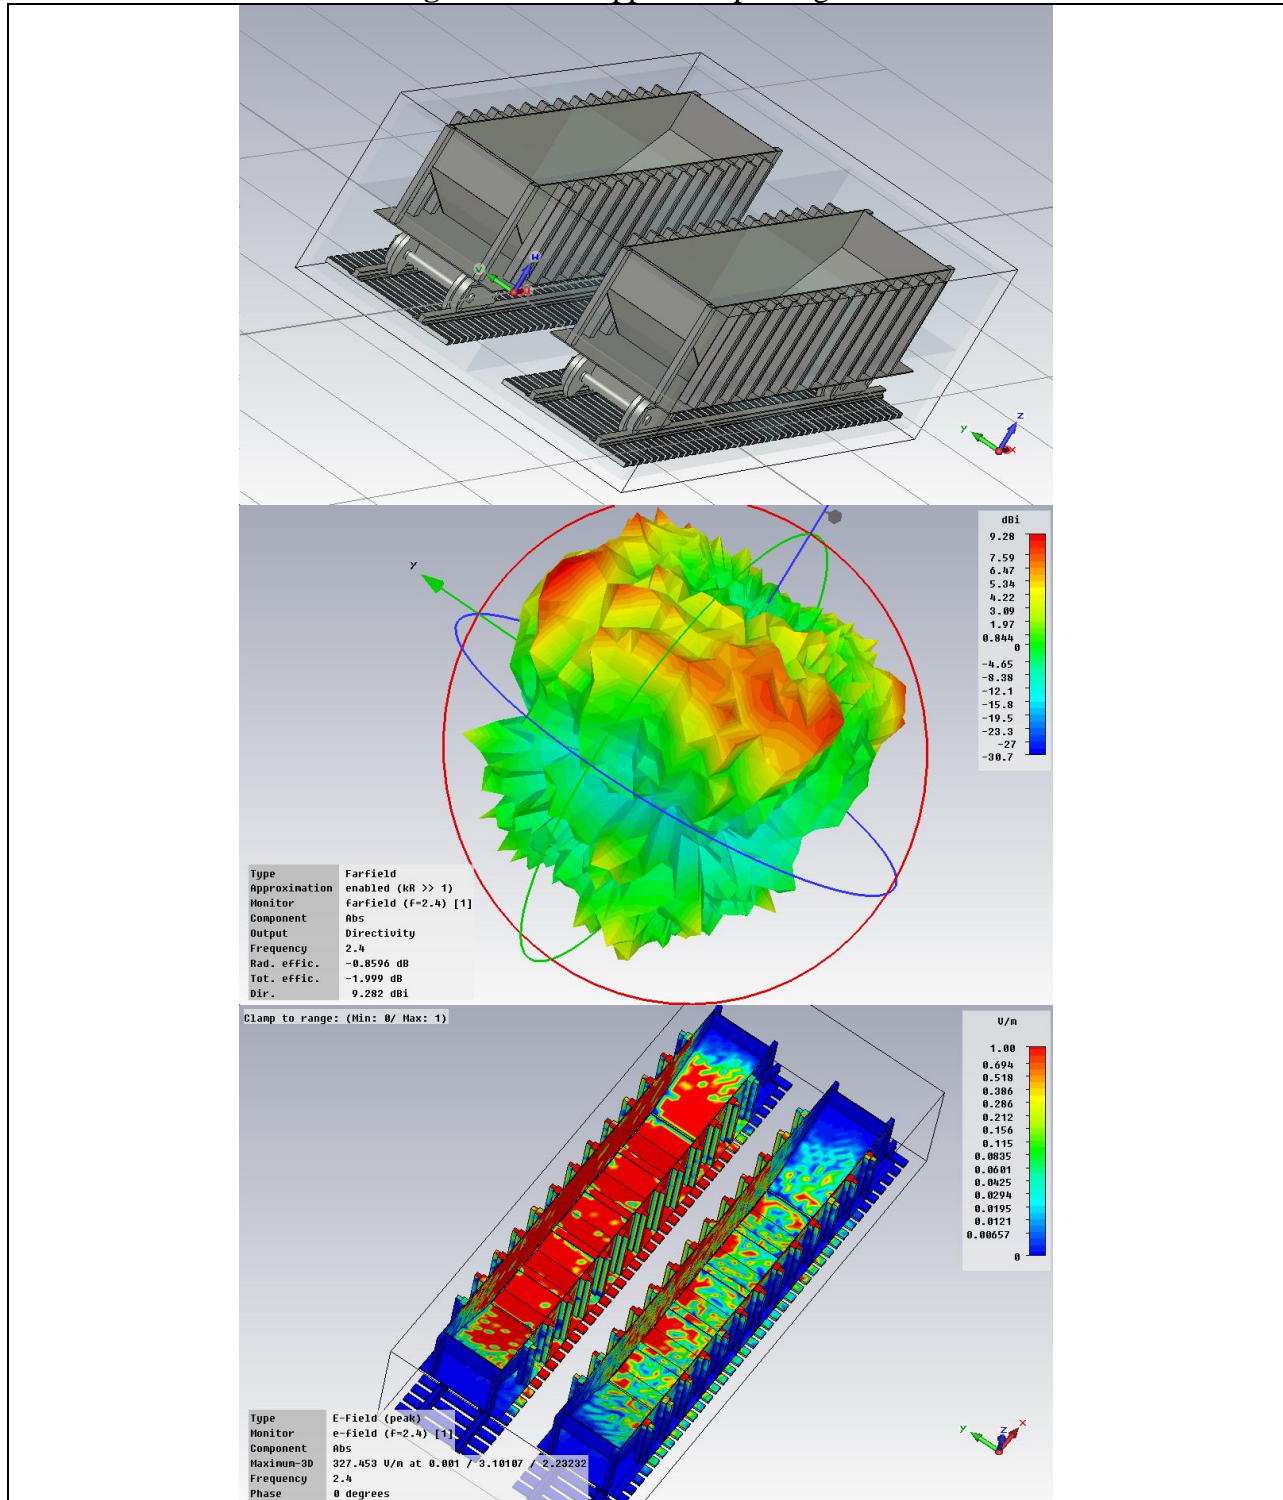 Y
W
Y
Z
X
Y
dBi
9.28
7.59
6.47
5.34
4.22
3.09
1.97
0.844
0
-4.65
-8.38
-12.1
-15.8
-19.5
-23.3
-27
-30.7
Type Farfield
Approximation enabled (kR >> 1)
Monitor farfield (f=2.4) [1]
Component Abs
Output Directivity
Frequency 2.4
Rad. effic. -0.8596 dB
Tot. effic. -1.999 dB
Dir. 9.282 dBi
Clamp to range: (Min: 0/ Max: 1)
V/m
1.00
0.694
0.518
0.386
0.286
0.212
0.156
0.115
0.0835
0.0601
0.0425
0.0294
0.0195
0.0121
0.00657
0
Type E-Field (peak)
Monitor e-field (f=2.4) [1]
Component Abs
Maximum-3D 327.453 V/m at 0.001 / 3.10107 / 2.23232
Frequency 2.4
Phase 0 degrees
Y
Z
X